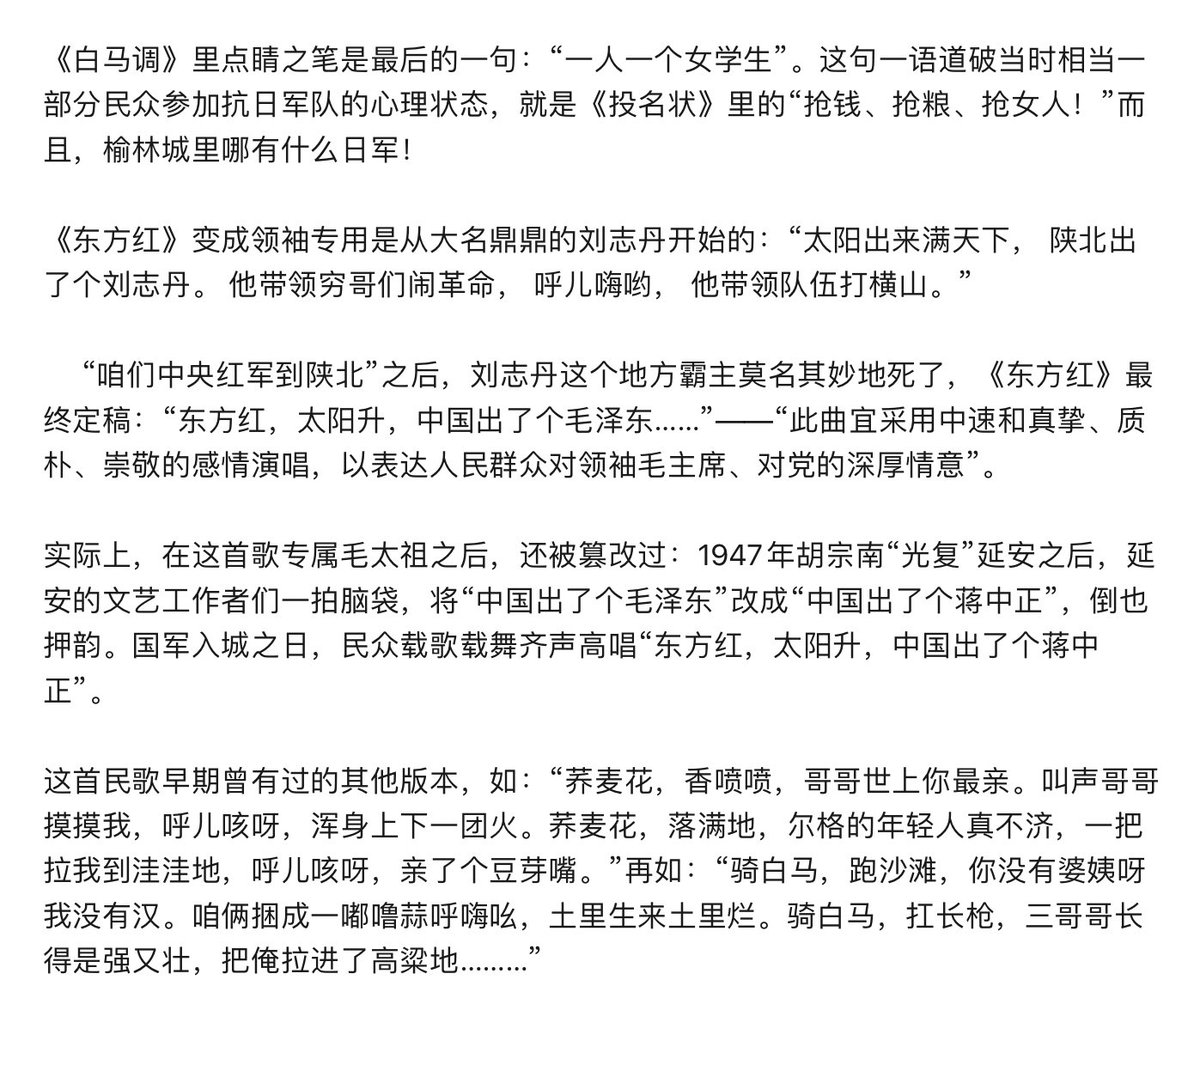 《白马调》里点睛之笔是最后的一句：“一人一个女学生”。这句一语道破当时相当一
部分民众参加抗日军队的心理状态，就是《投名状》里的“抢钱、抢粮、抢女人！”而
且，榆林城里哪有什么日军！
《东方红》变成领袖专用是从大名鼎鼎的刘志丹开始的：“太阳出来满天下， 陕北出
了个刘志丹。 他带领穷哥们闹革命， 呼儿嗨哟， 他带领队伍打横山。”
“咱们中央红军到陕北”之后，刘志丹这个地方霸主莫名其妙地死了，《东方红》最
终定稿：“东方红，太阳升，中国出了个毛泽东……”——“此曲宜采用中速和真挚、质
朴、崇敬的感情演唱，以表达人民群众对领袖毛主席、对党的深厚情意”。
实际上，在这首歌专属毛太祖之后，还被篡改过：1947年胡宗南“光复”延安之后，延
安的文艺工作者们一拍脑袋，将“中国出了个毛泽东”改成“中国出了个蒋中正”，倒也
押韵。国军入城之日，民众载歌载舞齐声高唱“东方红，太阳升，中国出了个蒋中
正”。
这首民歌早期曾有过的其他版本，如：“荞麦花，香喷喷，哥哥世上你最亲。叫声哥哥
摸摸我，呼儿咳呀，浑身上下一团火。荞麦花，落满地，尔格的年轻人真不济，一把
拉我到洼洼地，呼儿咳呀，亲了个豆芽嘴。”再如：“骑白马，跑沙滩，你没有婆姨呀
我没有汉。咱俩捆成一嘟噜蒜呼嗨吆，土里生来土里烂。骑白马，扛长枪，三哥哥长
得是强又壮，把俺拉进了高粱地………”